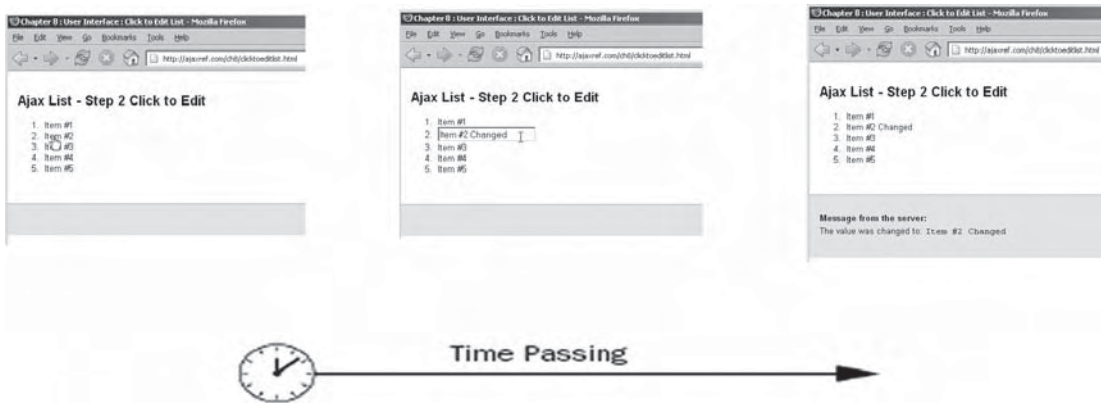 Chapter 8 : User Interface : Click to Edit List - Mozilla Firefox
File Edit View Go Bookmarks Tools Help
http://ajaxref.com/ch8/clicktoeditlist.html
Ajax List - Step 2 Click to Edit
1. Item #1
2. Item #2
3. Item #3
4. Item #4
5. Item #5
Chapter 8 : User Interface : Click to Edit List - Mozilla Firefox
File Edit View Go Bookmarks Tools Help
http://ajaxref.com/ch8/clicktoeditlist.html
Ajax List - Step 2 Click to Edit
1. Item #1
2. Item #2 Changed
3. Item #3
4. Item #4
5. Item #5
Chapter 8 : User Interface : Click to Edit List - Mozilla Firefox
File Edit View Go Bookmarks Tools Help
http://ajaxref.com/ch8/clicktoeditlist.html
Ajax List - Step 2 Click to Edit
1. Item #1
2. Item #2 Changed
3. Item #3
4. Item #4
5. Item #5
Message from the server:
The value was changed to: Item #2 Changed
Time Passing